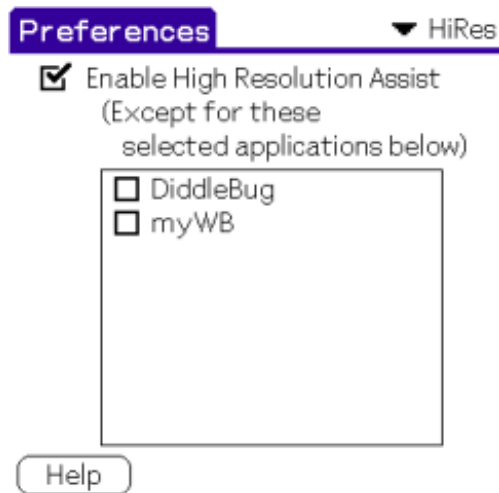 Preferences
HiRes
Enable High Resolution Assist
(Except for these
selected applications below)
DiddleBug
myWB
Help